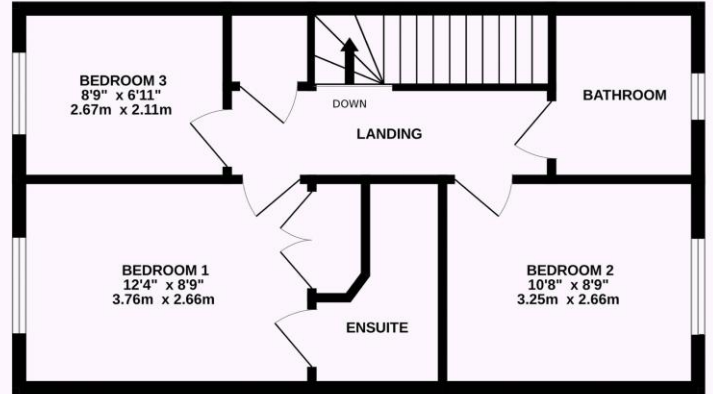 BEDROOM 3
8'9" x 6'11"
2.67m x 2.11m
DOWN
LANDING
BATHROOM
BEDROOM 1
12'4" x 8'9"
3.76m x 2.66m
ENSUITE
BEDROOM 2
10'8" x 8'9"
3.25m x 2.66m